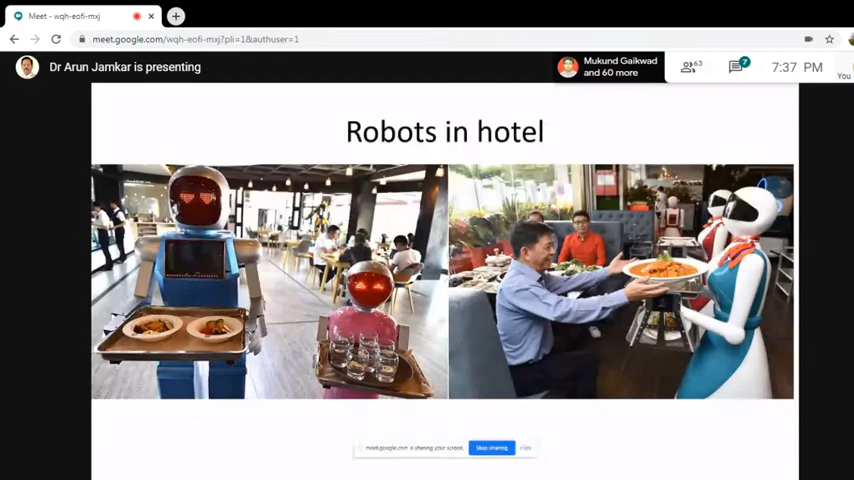 Meet - wqh-eofi-mxj
meet.google.com/wqh-eofi-mxj?pli=1&authuser=1
Dr Arun Jamkar is presenting
Mukund Gaikwad
and 60 more
63
7
7:37 PM
You
Robots in hotel
meet.google.com is sharing your screen.
Stop sharing
Hide